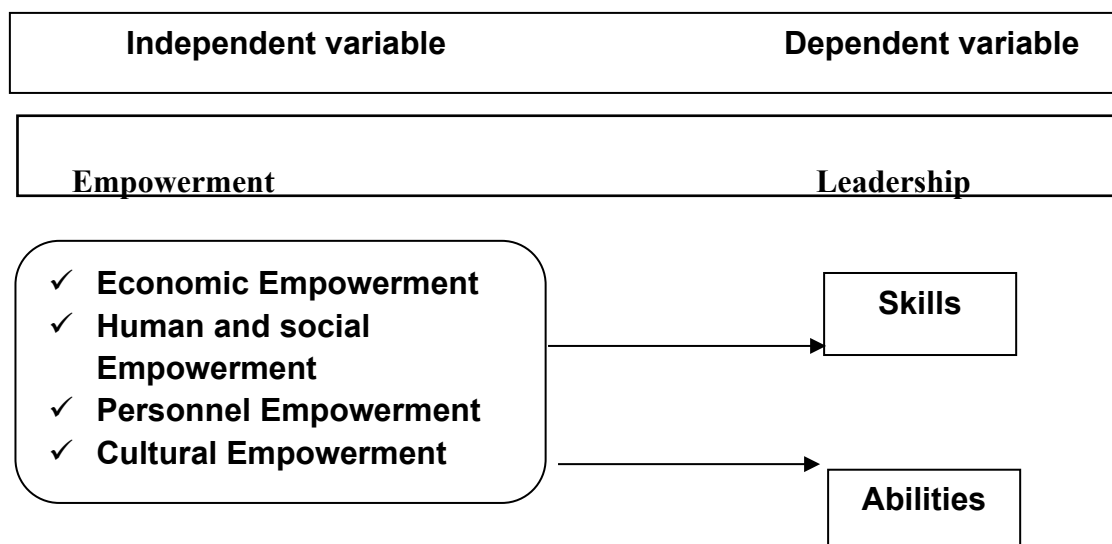 Independent variable Dependent variable
Empowerment Leadership
✓ Economic Empowerment
✓ Human and social
Empowerment
✓ Personnel Empowerment
✓ Cultural Empowerment
Skills
Abilities